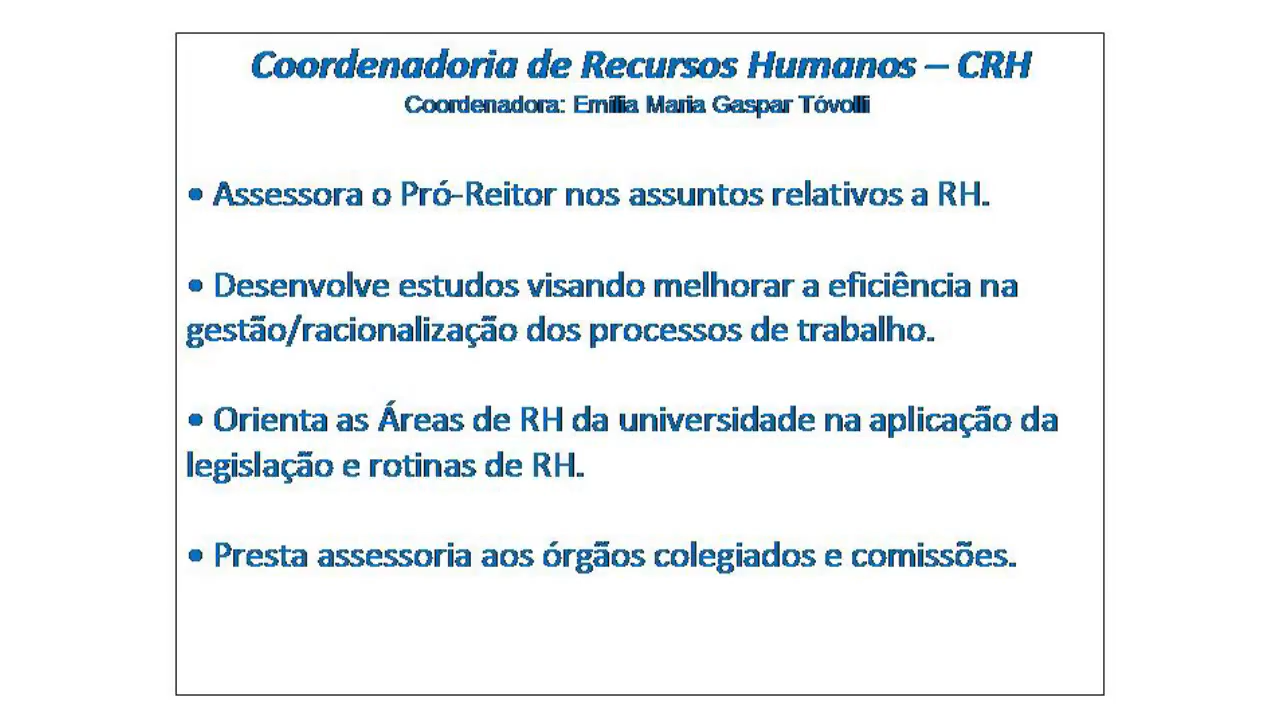 Coordenadoria de Recursos Humanos – CRH
Coordenadora: Emília Maria Gaspar Tóvolli
• Assessora o Pró-Reitor nos assuntos relativos a RH.
• Desenvolve estudos visando melhorar a eficiência na
gestão/racionalização dos processos de trabalho.
• Orienta as Áreas de RH da universidade na aplicação da
legislação e rotinas de RH.
• Presta assessoria aos órgãos colegiados e comissões.